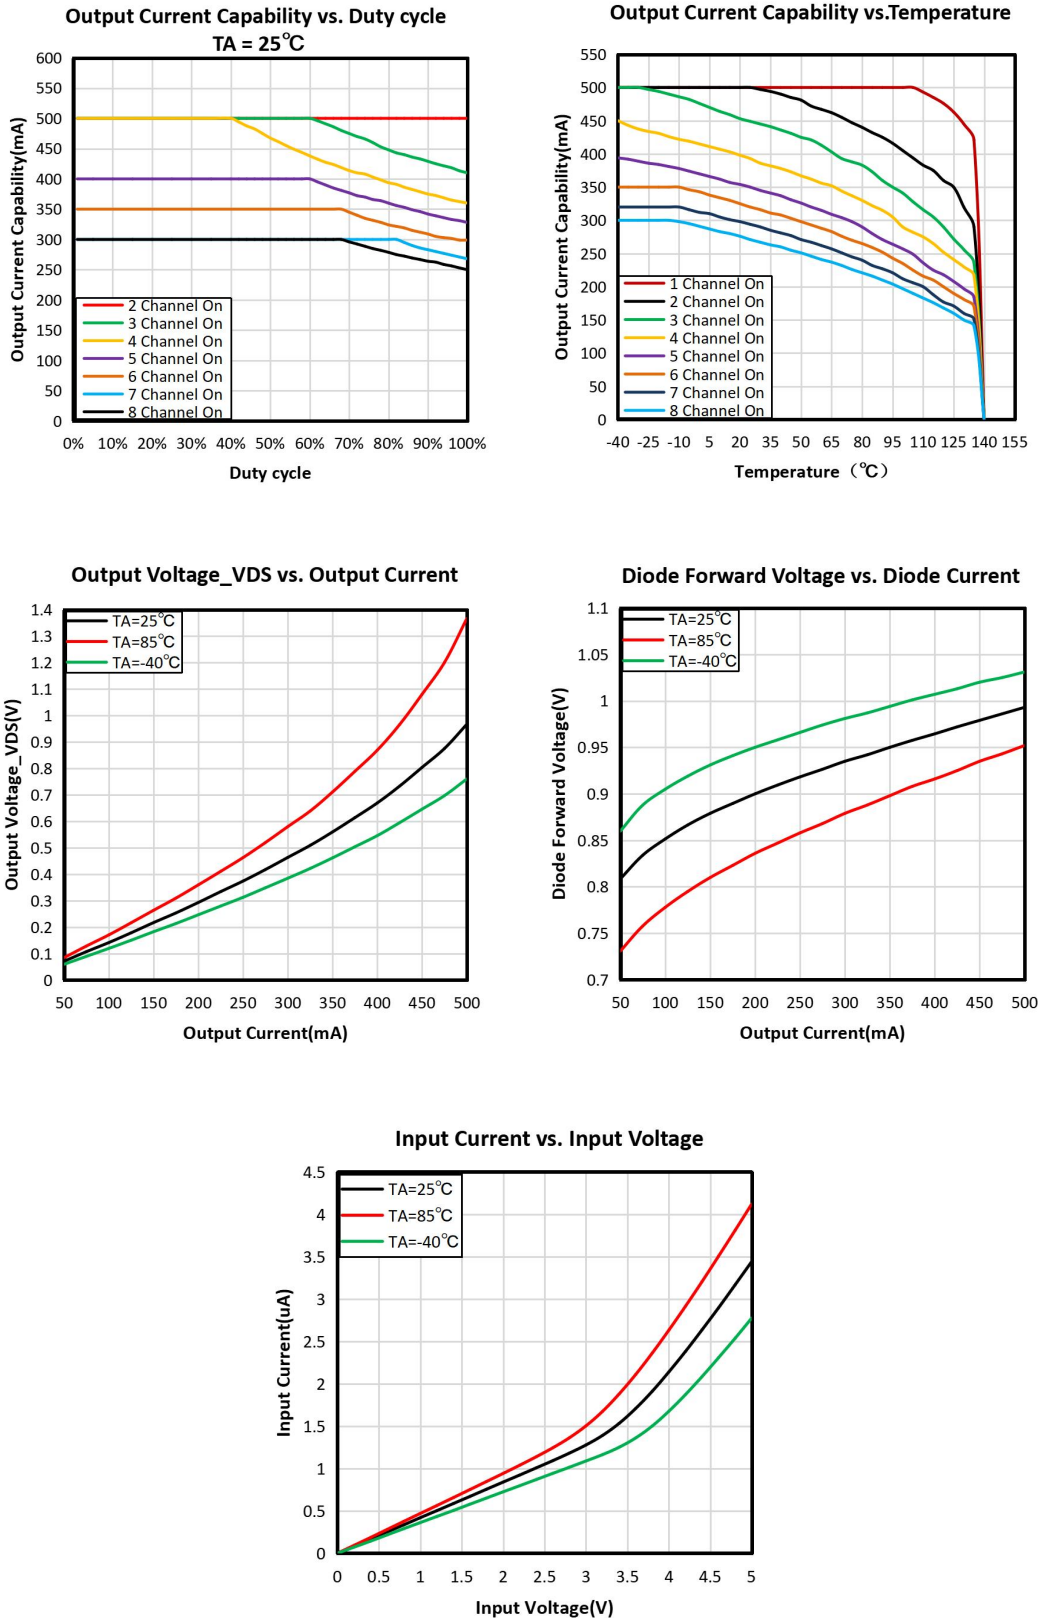 Output Current Capability vs. Duty cycle
TA = 25℃
600
550
500
450
400
350
300
250
200
150
100
50
0
Output Current Capability(mA)
2 Channel On
3 Channel On
4 Channel On
5 Channel On
6 Channel On
7 Channel On
8 Channel On
0% 10% 20% 30% 40% 50% 60% 70% 80% 90% 100%
Duty cycle
Output Current Capability vs.Temperature
550
500
450
400
350
300
250
200
150
100
50
0
Output Current Capability(mA)
1 Channel On
2 Channel On
3 Channel On
4 Channel On
5 Channel On
6 Channel On
7 Channel On
8 Channel On
-40 -25 -10 5 20 35 50 65 80 95 110 125 140 155
Temperature（℃）
Output Voltage_VDS vs. Output Current
1.4
1.3
1.2
1.1
1
0.9
0.8
0.7
0.6
0.5
0.4
0.3
0.2
0.1
0
Output Voltage_VDS(V)
TA=25℃
TA=85℃
TA=-40℃
50 100 150 200 250 300 350 400 450 500
Output Current(mA)
Diode Forward Voltage vs. Diode Current
1.1
1.05
1
0.95
0.9
0.85
0.8
0.75
0.7
Diode Forward Voltage(V)
TA=25℃
TA=85℃
TA=-40℃
50 100 150 200 250 300 350 400 450 500
Output Current(mA)
Input Current vs. Input Voltage
4.5
4
3.5
3
2.5
2
1.5
1
0.5
0
Input Current(uA)
TA=25℃
TA=85℃
TA=-40℃
0 0.5 1 1.5 2 2.5 3 3.5 4 4.5 5
Input Voltage(V)